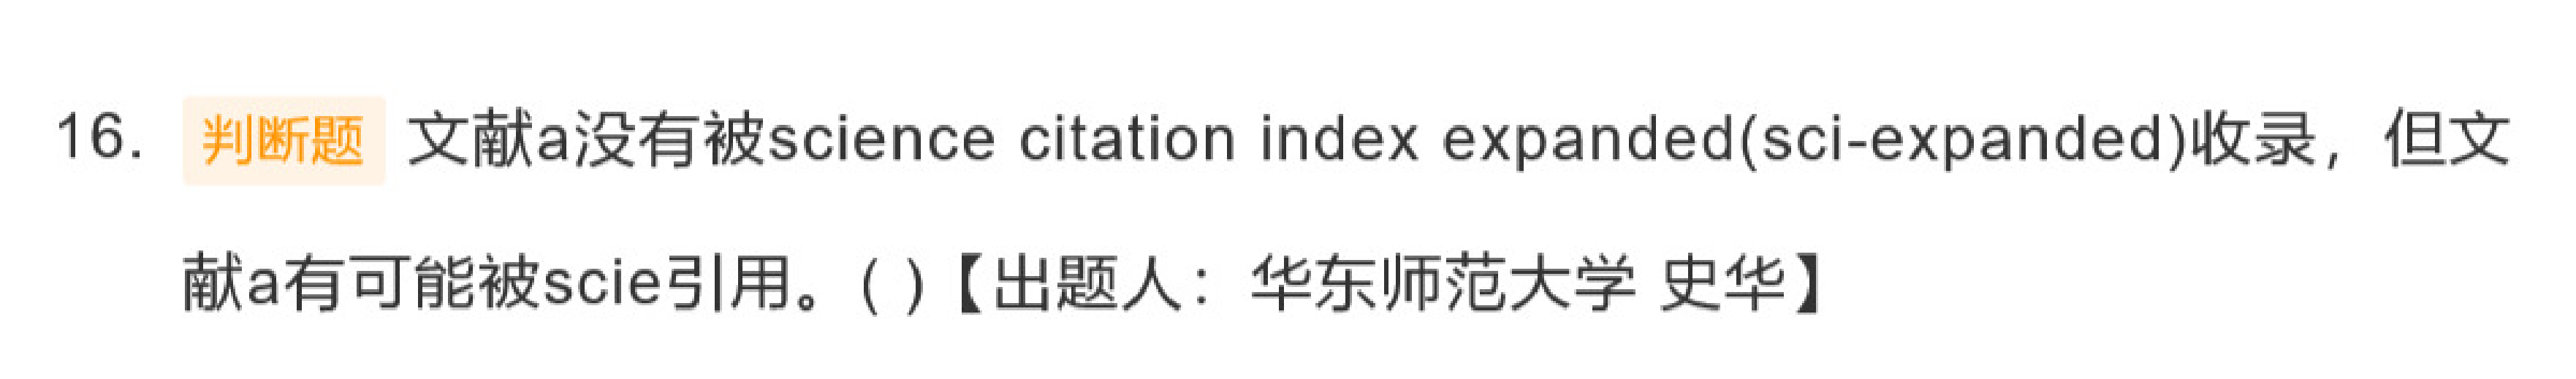 16. 判断题 文献a没有被science citation index expanded(sci-expanded)收录，但文
献a有可能被scie引用。( )【出题人：华东师范大学 史华】